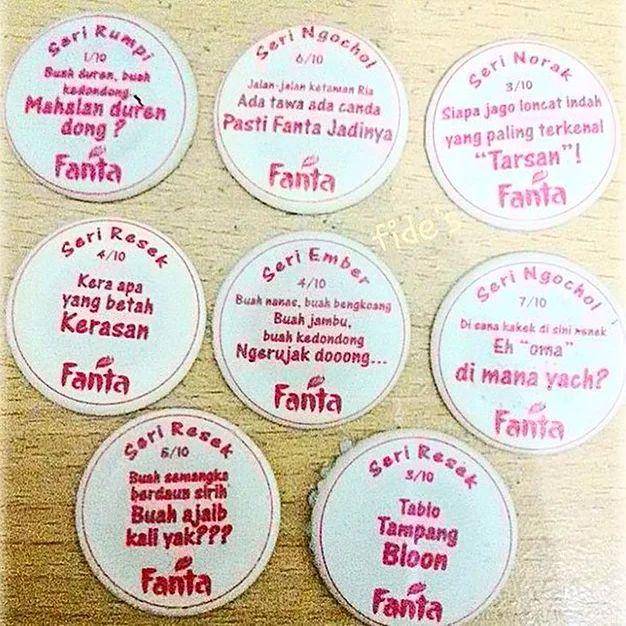 Seri Rumpi
1/10
Buah duren, buah
kedondong
Mahalan duren
dong ?
Fanta
Seri Ngochol
6/10
Jalan-jalan ketaman Ria
Ada tawa ada canda
Pasti Fanta Jadinya
Fanta
Seri Norak
3/10
Siapa jago loncat indah
yang paling terkenal
"Tarsan"!
Fanta
fide's
Seri Resek
4/10
Kera apa
yang betah
Kerasan
Fanta
Seri Ember
4/10
Buah nanas, buah bengkoang
Buah jambu,
buah kedondong
Ngerujak dooong...
Fanta
Seri Ngochol
7/10
Di sana kakek di sini nenek
Eh "oma"
di mana yach?
Fanta
Seri Resek
5/10
Buah semangka
berdaun sirih
Buah ajaib
kali yak???
Fanta
Seri Resek
3/10
Tablo
Tampang
Bloon
Fanta